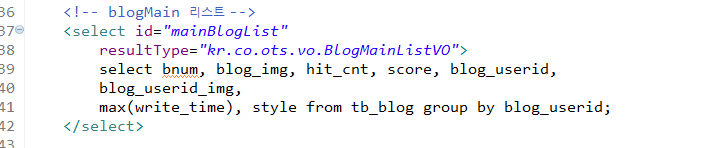 36 <!-- blogMain 리스트 -->
37 <select id="mainBlogList"
38 resultType="kr.co.ots.vo.BlogMainListVO">
39 select bnum, blog_img, hit_cnt, score, blog_userid,
40 blog_userid_img,
41 max(write_time), style from tb_blog group by blog_userid;
42 </select>
43